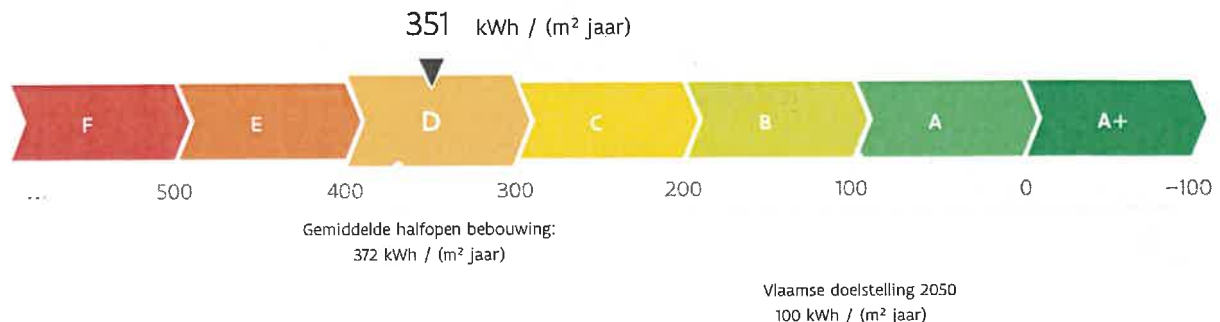 351 kWh / (m² jaar)
F E D C B A A+
... 500 400 300 200 100 0 −100
Gemiddelde halfopen bebouwing:
372 kWh / (m² jaar)
Vlaamse doelstelling 2050
100 kWh / (m² jaar)